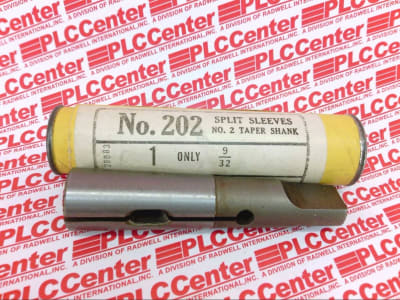 PLCCenter
A DIVISION OF RADWELL INTERNATIONAL, INC.
No. 202
SPLIT SLEEVES
NO. 2 TAPER SHANK
1 ONLY 9/32